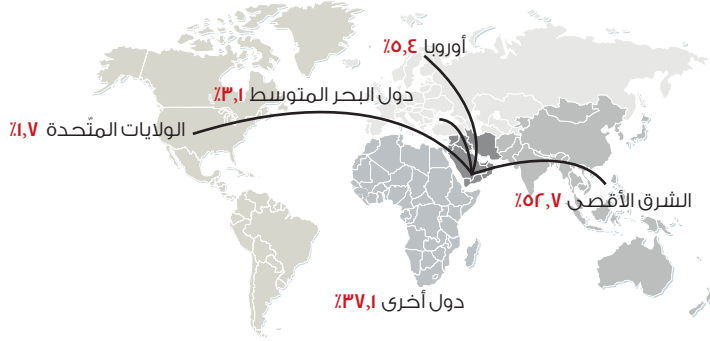 أوروبا ٥,٤٪
دول البحر المتوسط ٣,١٪
الولايات المتّحدة ١,٧٪
الشرق الأقصى ٥٢,٧٪
دول أخرى ٣٧,١٪